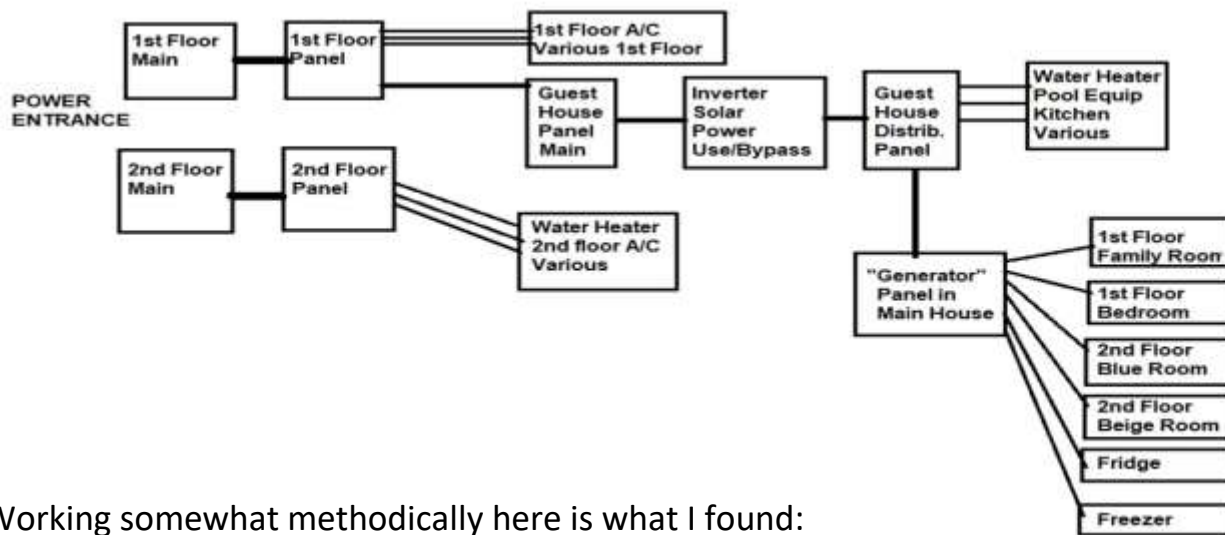 1st Floor
Main
1st Floor
Panel
1st Floor A/C
Various 1st Floor
POWER
ENTRANCE
Guest
House
Panel
Main
Inverter
Solar
Power
Use/Bypass
Guest
House
Distrib.
Panel
Water Heater
Pool Equip
Kitchen
Various
2nd Floor
Main
2nd Floor
Panel
Water Heater
2nd floor A/C
Various
"Generator"
Panel in
Main House
1st Floor
Family Room
1st Floor
Bedroom
2nd Floor
Blue Room
2nd Floor
Beige Room
Fridge
Freezer
Working somewhat methodically here is what I found: